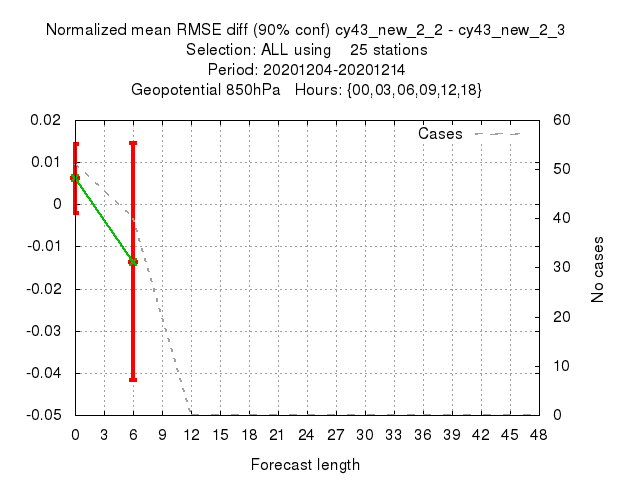 Normalized mean RMSE diff (90% conf) cy43_new_2_2 - cy43_new_2_3
Selection: ALL using 25 stations
Period: 20201204-20201214
Geopotential 850hPa Hours: {00,03,06,09,12,18}
Cases
0.02
0.01
0
-0.01
-0.02
-0.03
-0.04
-0.05
60
50
40
30
20
10
0
No cases
0 3 6 9 12 15 18 21 24 27 30 33 36 39 42 45 48
Forecast length